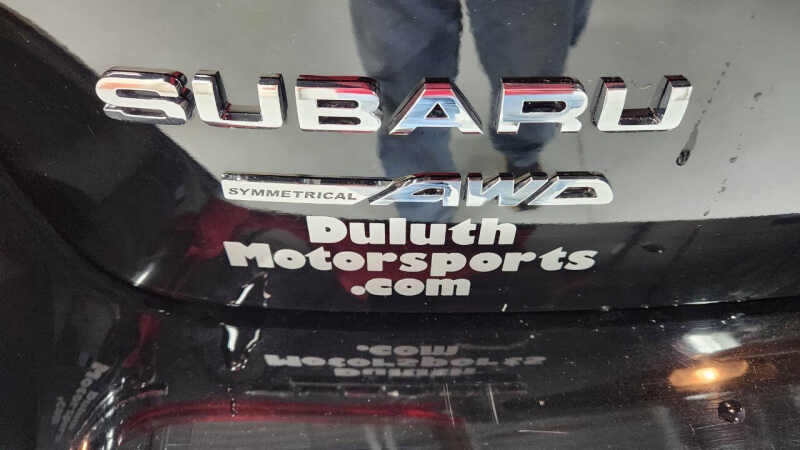 SUBARU
SYMMETRICAL AWD
Duluth
Motorsports
.com